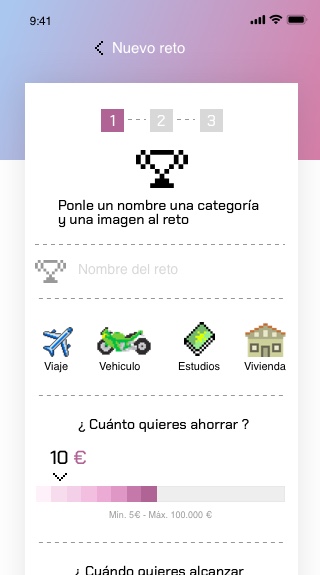 9:41
Nuevo reto
1 2 3
Ponle un nombre una categoría
y una imagen al reto
Nombre del reto
Viaje Vehiculo Estudios Vivienda
¿ Cuánto quieres ahorrar ?
10 €
Min. 5€ - Máx. 100.000 €
¿ Cuándo quieres alcanzar